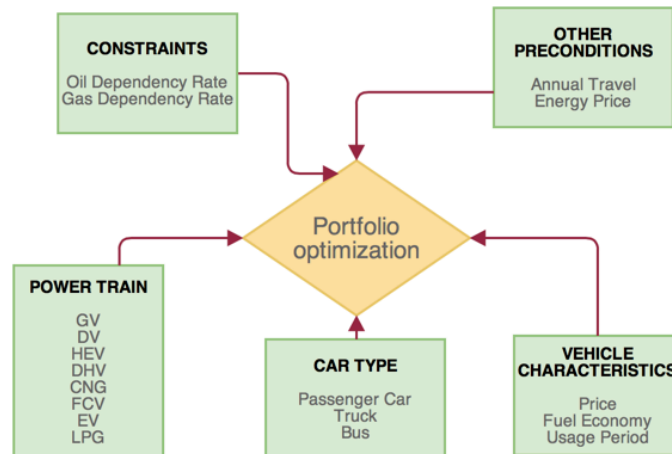 CONSTRAINTS
Oil Dependency Rate
Gas Dependency Rate
OTHER
PRECONDITIONS
Annual Travel
Energy Price
Portfolio
optimization
POWER TRAIN
GV
DV
HEV
DHV
CNG
FCV
EV
LPG
CAR TYPE
Passenger Car
Truck
Bus
VEHICLE
CHARACTERISTICS
Price
Fuel Economy
Usage Period